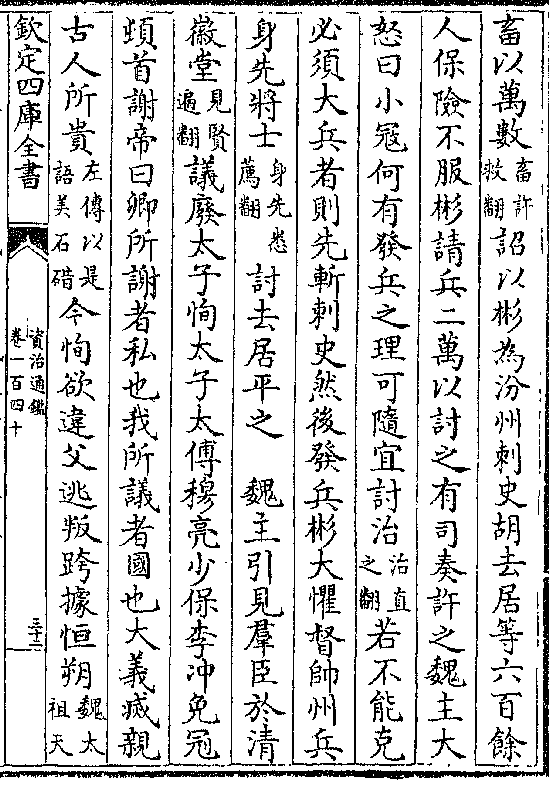 畜以萬數畜許救翻詔以彬為汾州刺史胡去居等六百餘
人保險不服彬請兵二萬以討之有司奏許之魏主大
怒曰小寇何有發兵之理可隨宜討治治直之翻若不能克
必須大兵者則先斬刺史然後發兵彬大懼督帥州兵
身先將士身先悉薦翻討去居平之　魏主引見羣臣於清
徽堂見賢遍翻議廢太子恂太子太傅穆亮少保李冲免冠
頓首謝帝曰卿所謝者私也我所議者國也大義滅親
古人所貴左傳以是語美石碏今恂欲違父逃叛跨據恒朔魏太祖天
欽定四庫全書
資治通鑑
卷一百四十
三十二